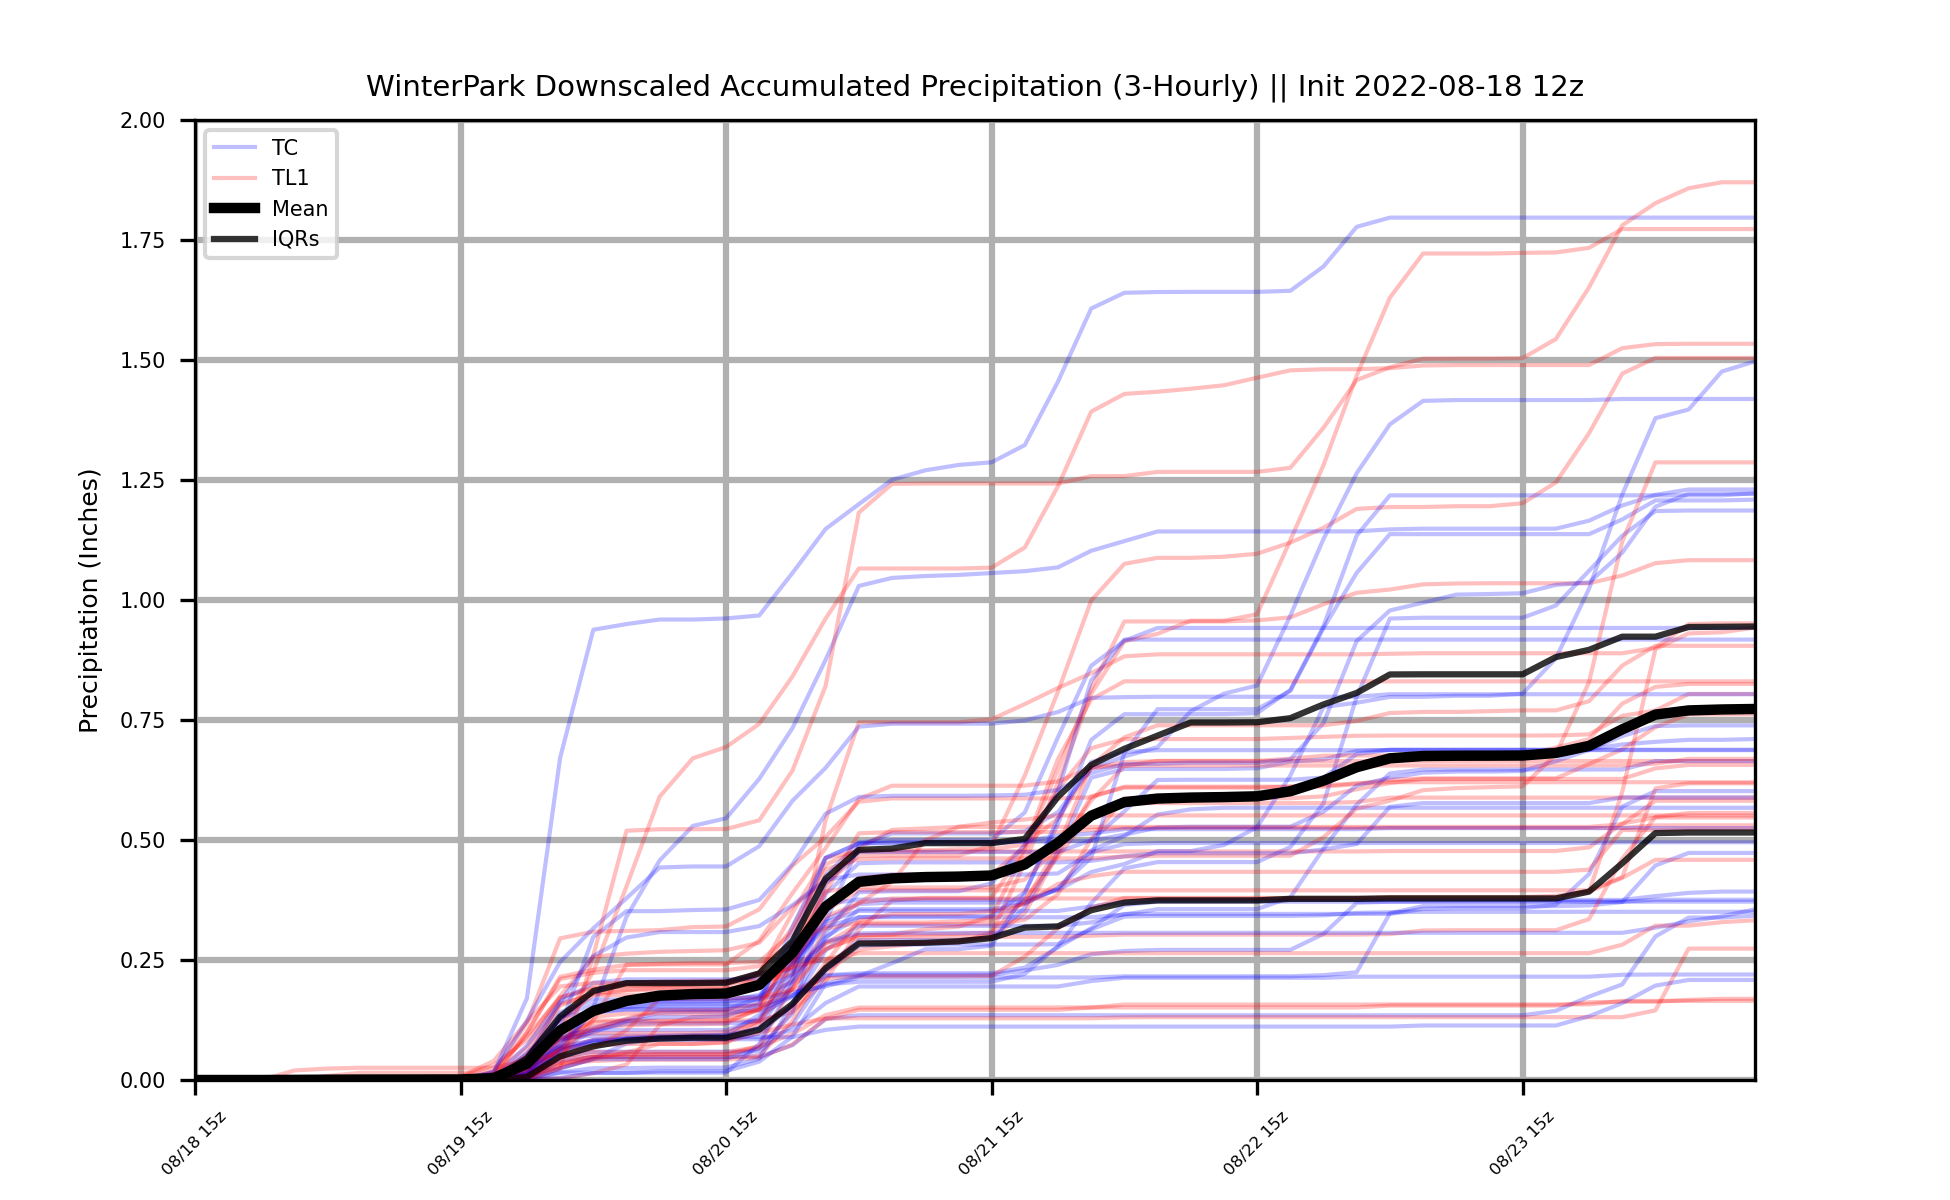 WinterPark Downscaled Accumulated Precipitation (3-Hourly) || Init 2022-08-18 12z
TC
TL1
Mean
IQRs
Precipitation (Inches)
2.00
1.75
1.50
1.25
1.00
0.75
0.50
0.25
0.00
08/18 15z
08/19 15z
08/20 15z
08/21 15z
08/22 15z
08/23 15z